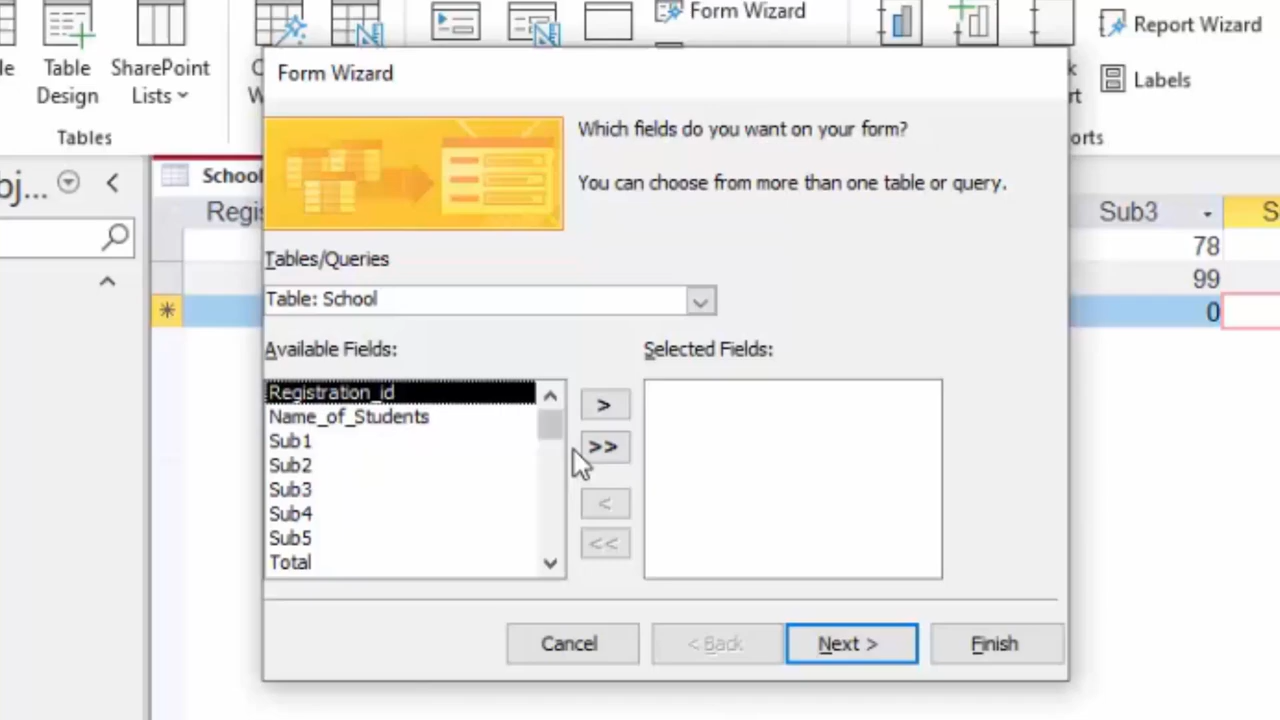 Form Wizard
Report Wizard
Table
Design
SharePoint
Lists
Labels
Tables
Form Wizard
Which fields do you want on your form?
You can choose from more than one table or query.
School
Sub3
78
99
0
Tables/Queries
Table: School
Available Fields:
Selected Fields:
Registration_id
Name_of_Students
Sub1
Sub2
Sub3
Sub4
Sub5
Total
>
>>
<
<<
Cancel
< Back
Next >
Finish